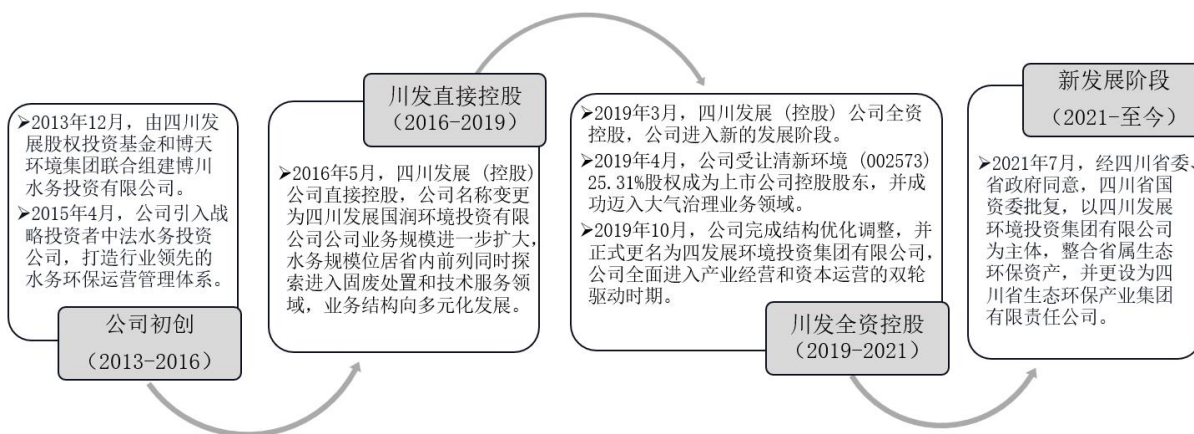 ➢2013年12月，由四川发
展股权投资基金和博天
环境集团联合组建博川
水务投资有限公司。
➢2015年4月，公司引入战
略投资者中法水务投资
公司，打造行业领先的
水务环保运营管理体系。
公司初创
（2013-2016）
川发直接控股
（2016-2019）
➢2016年5月，四川发展（控股）
公司直接控股，公司名称变更
为四川发展国润环境投资有限
公司公司业务规模进一步扩大，
水务规模位居省内前列同时探
索进入固废处置和技术服务领
域，业务结构向多元化发展。
➢2019年3月，四川发展（控股）公司全资
控股，公司进入新的发展阶段。
➢2019年4月，公司受让清新环境（002573）
25.31%股权成为上市公司控股股东，并成
功迈入大气治理业务领域。
➢2019年10月，公司完成结构优化调整，并
正式更名为四发展环境投资集团有限公司，
公司全面进入产业经营和资本运营的双轮
驱动时期。
川发全资控股
（2019-2021）
新发展阶段
（2021-至今）
➢2021年7月，经四川省委、
省政府同意，四川省国
资委批复，以四川发展
环境投资集团有限公司
为主体，整合省属生态
环保资产，并更设为四
川省生态环保产业集团
有限责任公司。